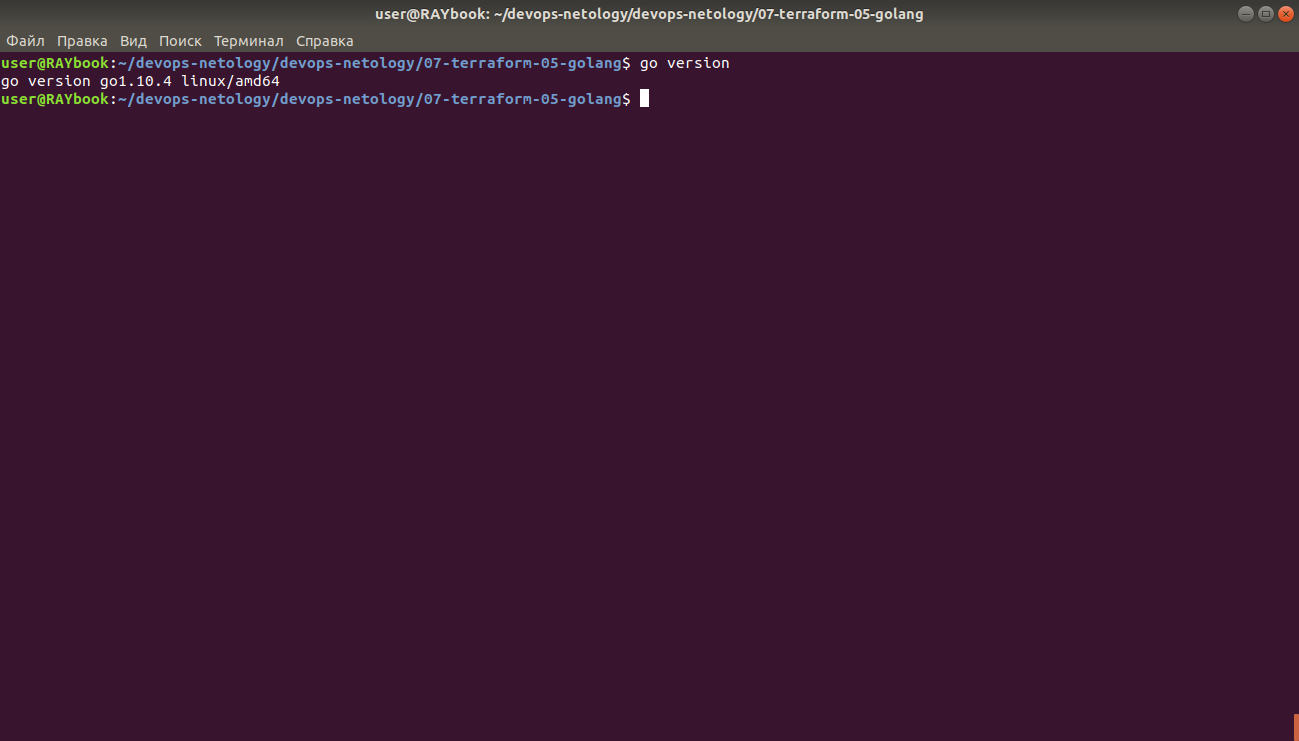 user@RAYbook: ~/devops-netology/devops-netology/07-terraform-05-golang
Файл Правка Вид Поиск Терминал Справка
user@RAYbook:~/devops-netology/devops-netology/07-terraform-05-golang$ go version
go version go1.10.4 linux/amd64
user@RAYbook:~/devops-netology/devops-netology/07-terraform-05-golang$